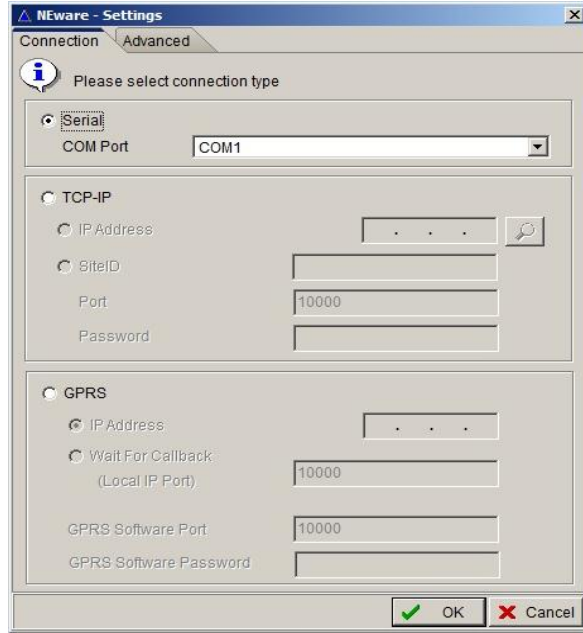 NEware - Settings
Connection Advanced
Please select connection type
Serial
COM Port COM1
TCP-IP
IP Address . . .
SiteID
Port 10000
Password
GPRS
IP Address . . .
Wait For Callback
(Local IP Port) 10000
GPRS Software Port 10000
GPRS Software Password
OK Cancel